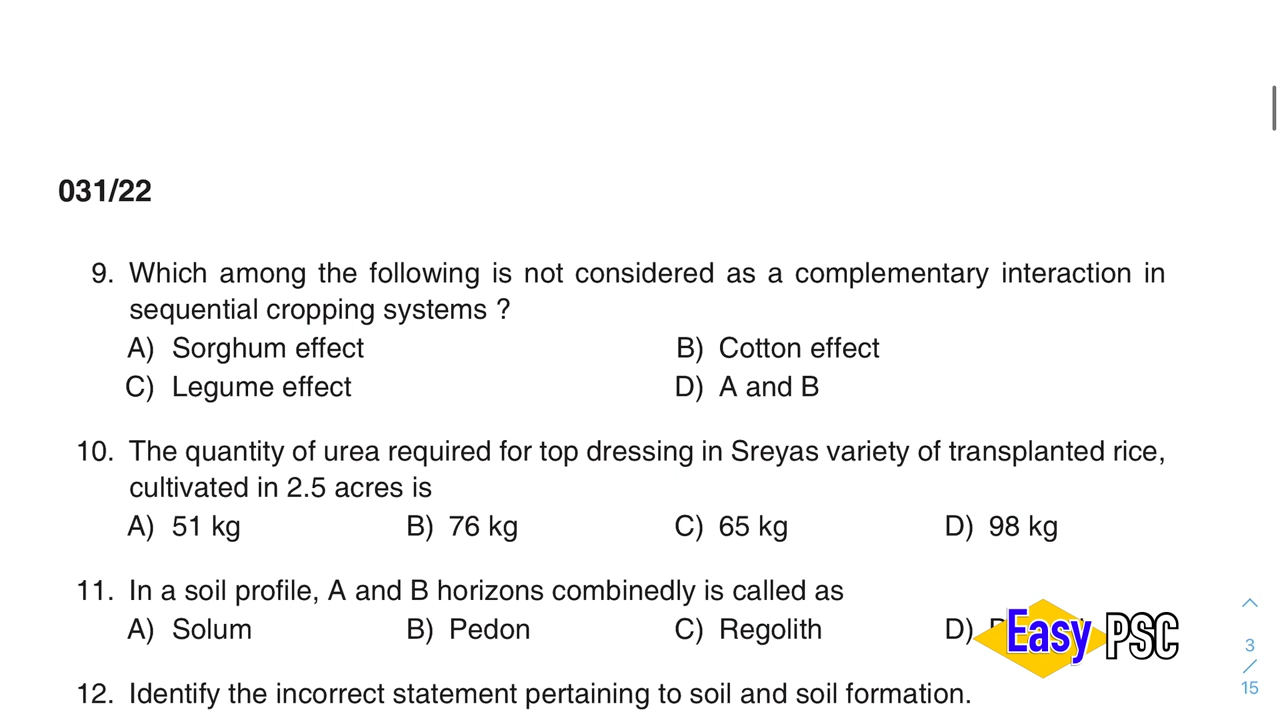 031/22
9. Which among the following is not considered as a complementary interaction in
sequential cropping systems ?
A) Sorghum effect B) Cotton effect
C) Legume effect D) A and B
10. The quantity of urea required for top dressing in Sreyas variety of transplanted rice,
cultivated in 2.5 acres is
A) 51 kg B) 76 kg C) 65 kg D) 98 kg
11. In a soil profile, A and B horizons combinedly is called as
A) Solum B) Pedon C) Regolith D)
Easy PSC
3
/
15
12. Identify the incorrect statement pertaining to soil and soil formation.